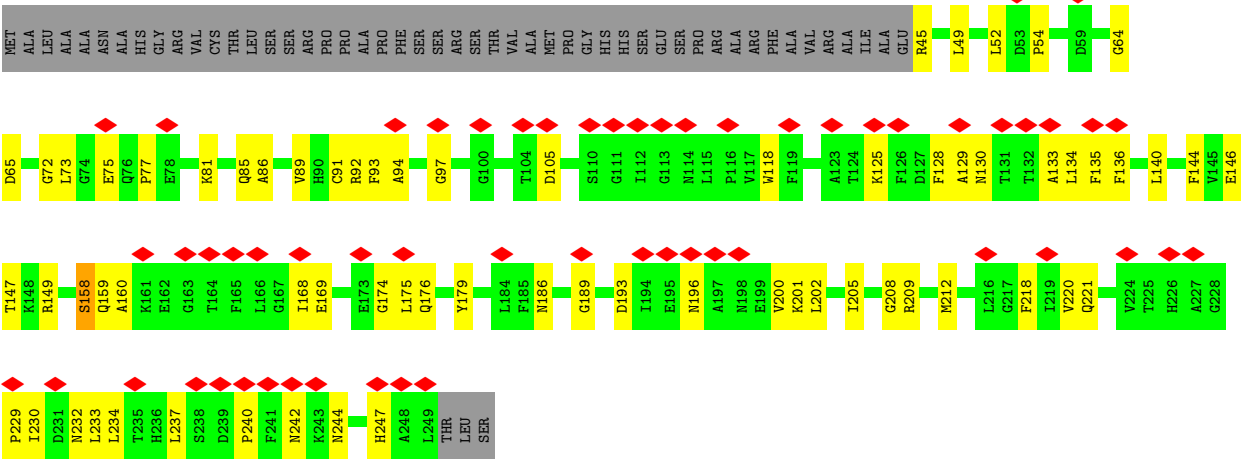 MET ALA LEU ALA ALA ASN ALA HIS GLY ARG VAL CYS THR LEU SER SER ARG PRO PRO ALA PRO PHE SER SER ARG SER THR VAL ALA MET PRO GLY HIS HIS SER GLU SER PRO ARG ALA ARG PHE ALA VAL ARG ALA ILE ALA GLU R45 L49 L52 D53 P54 D59 G64
D65 G72 L73 G74 E75 Q76 P77 E78 K81 Q85 A86 V89 H90 C91 R92 F93 A94 G97 G100 T104 D105 S110 G111 I112 G113 N114 L115 P116 V117 W118 F119 A123 T124 K125 F126 D127 F128 A129 N130 T131 T132 A133 L134 F135 F136 L140 F144 V145 E146
T147 K148 R149 S158 Q159 A160 K161 E162 G163 T164 F165 L166 G167 I168 E169 E173 G174 L175 Q176 Y179 L184 F185 N186 G189 D193 I194 E195 N196 A197 N198 E199 V200 K201 L202 I205 G208 R209 M212 L216 G217 F218 I219 V220 Q221 V224 T225 H226 A227 G228
P229 I230 D231 N232 L233 L234 T235 H236 L237 S238 D239 P240 F241 N242 K243 N244 H247 A248 L249 THR LEU SER